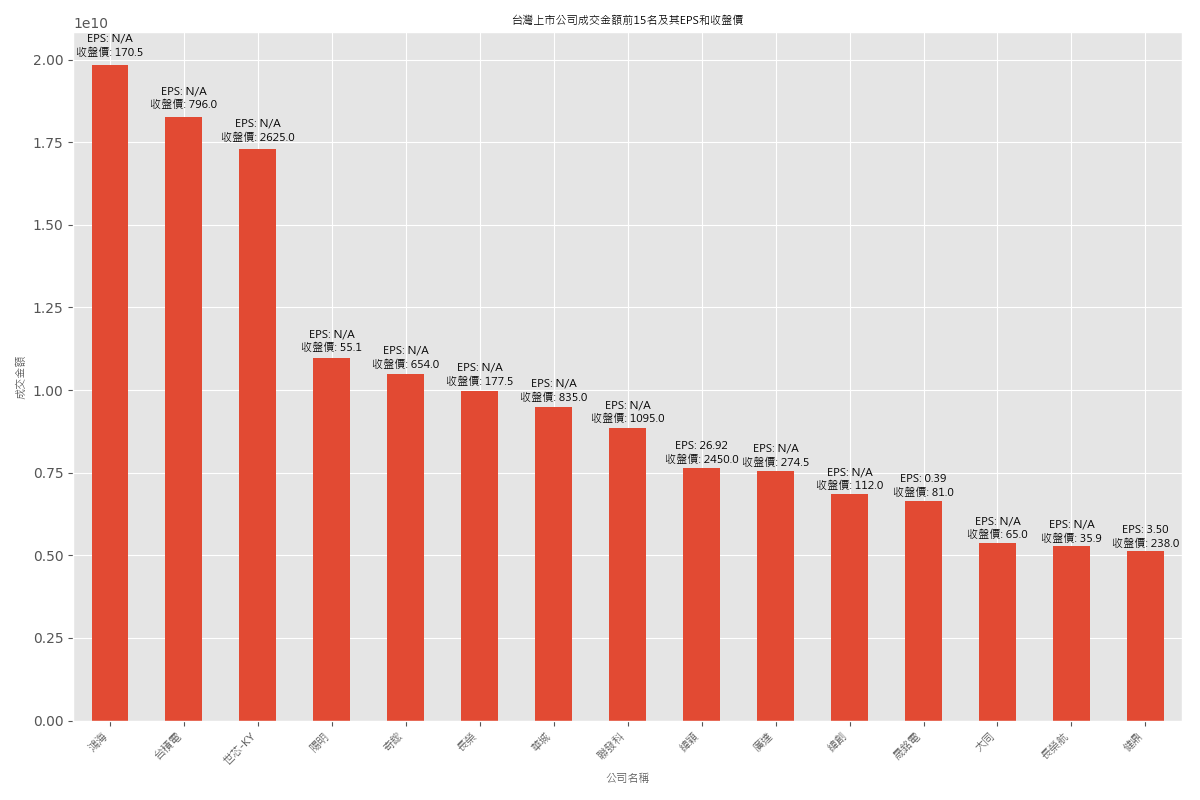 台灣上市公司成交金額前15名及其EPS和收盤價
1e10
2.00
1.75
1.50
1.25
1.00
0.75
0.50
0.25
0.00
成交金額
EPS: N/A
收盤價: 170.5
EPS: N/A
收盤價: 796.0
EPS: N/A
收盤價: 2625.0
EPS: N/A
收盤價: 55.1
EPS: N/A
收盤價: 654.0
EPS: N/A
收盤價: 177.5
EPS: N/A
收盤價: 835.0
EPS: N/A
收盤價: 1095.0
EPS: 26.92
收盤價: 2450.0
EPS: N/A
收盤價: 274.5
EPS: N/A
收盤價: 112.0
EPS: 0.39
收盤價: 81.0
EPS: N/A
收盤價: 65.0
EPS: N/A
收盤價: 35.9
EPS: 3.50
收盤價: 238.0
鴻海
台積電
世芯-KY
陽明
奇鋐
長榮
華城
聯發科
緯穎
廣達
緯創
晟銘電
大同
長榮航
健鼎
公司名稱